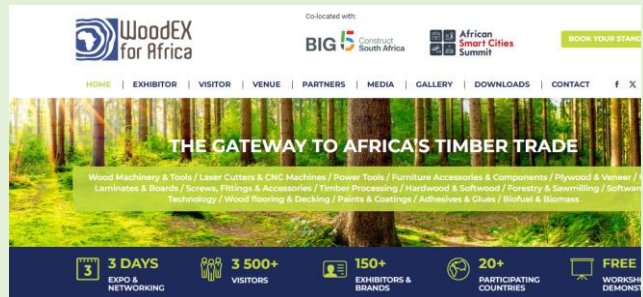 WoodEX
for Africa
Co-located with:
BIG 5 Construct
South Africa
African
Smart Cities
Summit
BOOK YOUR STAND
HOME | EXHIBITOR | VISITOR | VENUE | PARTNERS | MEDIA | GALLERY | DOWNLOADS | CONTACT
THE GATEWAY TO AFRICA'S TIMBER TRADE
Wood Machinery & Tools / Laser Cutters & CNC Machines / Power Tools / Furniture Accessories & Components / Plywood & Veneer /
Laminates & Boards / Screws, Fittings & Accessories / Timber Processing / Hardwood & Softwood / Forestry & Sawmilling / Software
Technology / Wood flooring & Decking / Paints & Coatings / Adhesives & Glues / Biofuel & Biomass
3
3 DAYS
EXPO &
NETWORKING
3 500+
VISITORS
150+
EXHIBITORS &
BRANDS
20+
PARTICIPATING
COUNTRIES
FREE